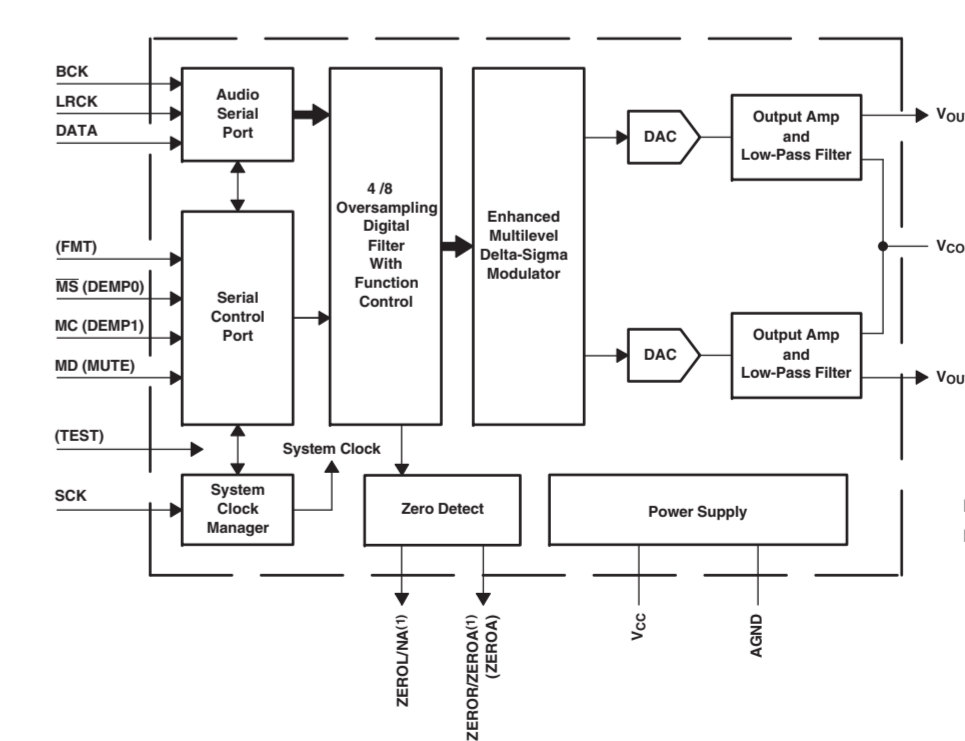 BCK
LRCK
DATA
Audio
Serial
Port
(FMT)
MS (DEMP0)
MC (DEMP1)
MD (MUTE)
Serial
Control
Port
(TEST)
SCK
System
Clock
Manager
System Clock
4 /8
Oversampling
Digital
Filter
With
Function
Control
Enhanced
Multilevel
Delta-Sigma
Modulator
DAC
Output Amp
and
Low-Pass Filter
VOU
VCO
DAC
Output Amp
and
Low-Pass Filter
VOU
Zero Detect
Power Supply
ZEROL/NA(1)
ZEROR/ZEROA(1)
(ZEROA)
VCC
AGND